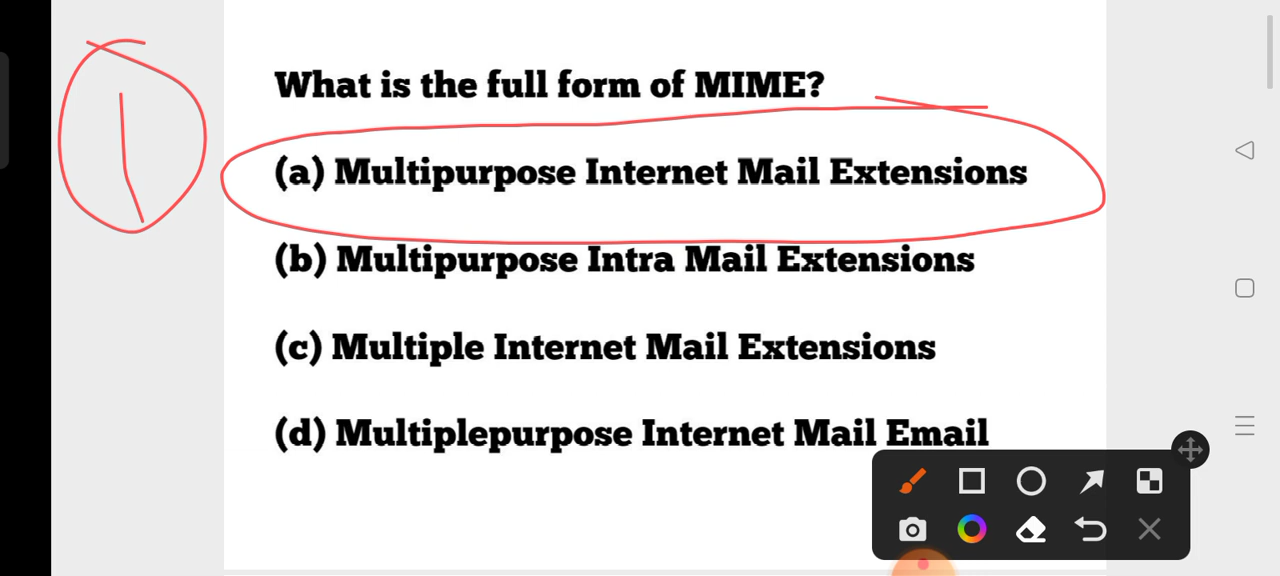 1
What is the full form of MIME?
(a) Multipurpose Internet Mail Extensions
(b) Multipurpose Intra Mail Extensions
(c) Multiple Internet Mail Extensions
(d) Multiplepurpose Internet Mail Email